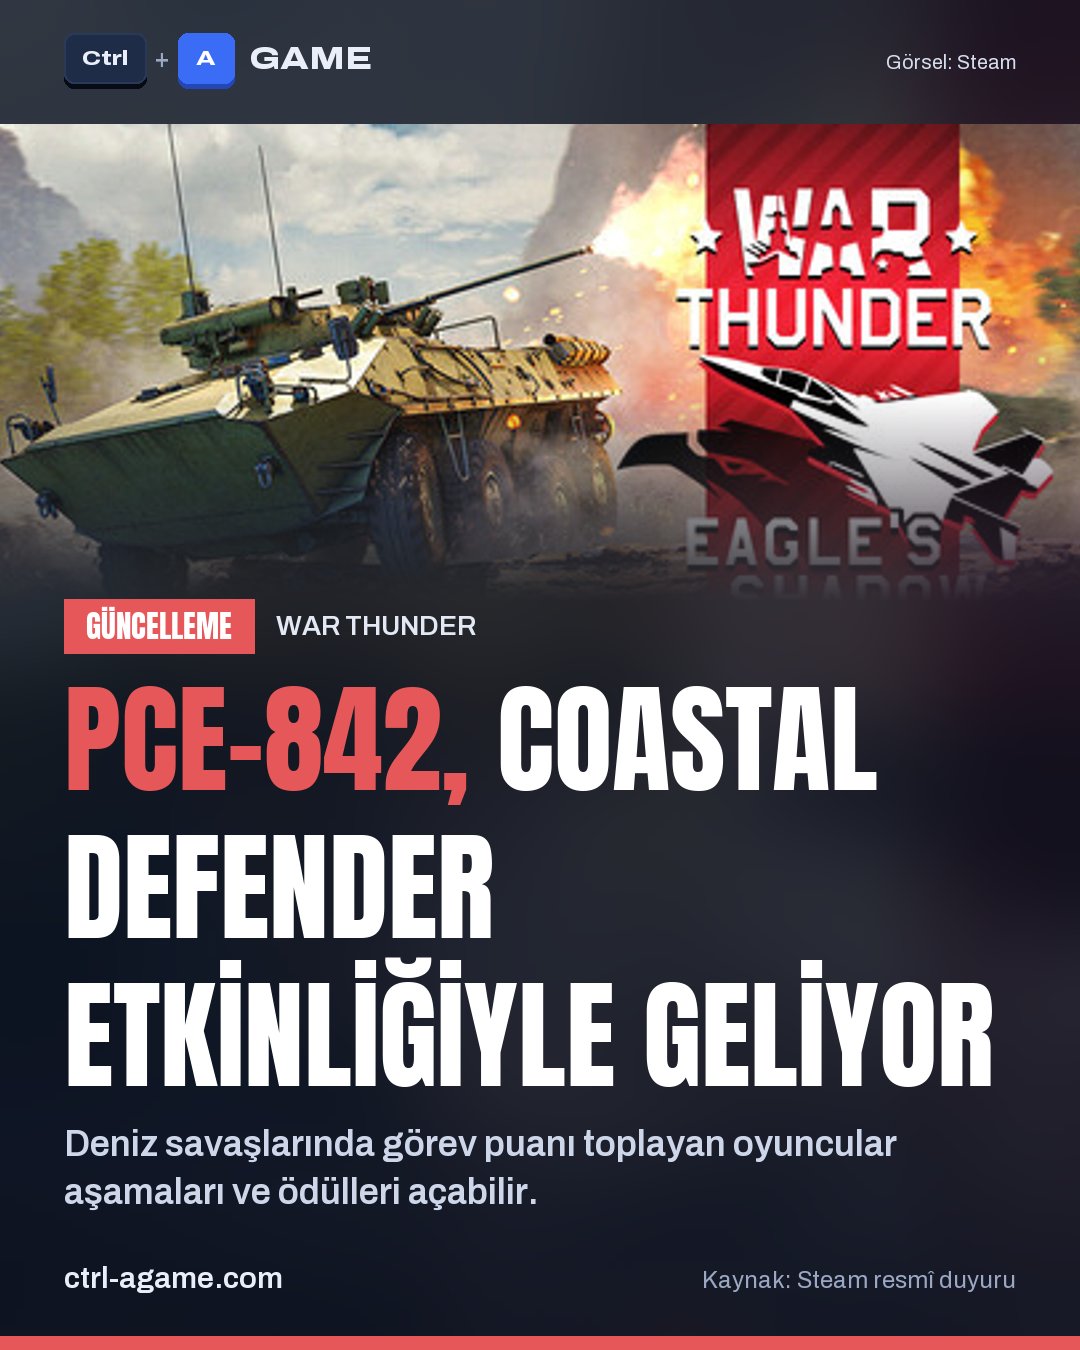 Ctrl + A GAME
Görsel: Steam
WAR
THUNDER
EAGLE'S
SHADOW
GÜNCELLEME WAR THUNDER
PCE-842, COASTAL
DEFENDER
ETKİNLİĞİYLE GELİYOR
Deniz savaşlarında görev puanı toplayan oyuncular
aşamaları ve ödülleri açabilir.
ctrl-agame.com
Kaynak: Steam resmî duyuru